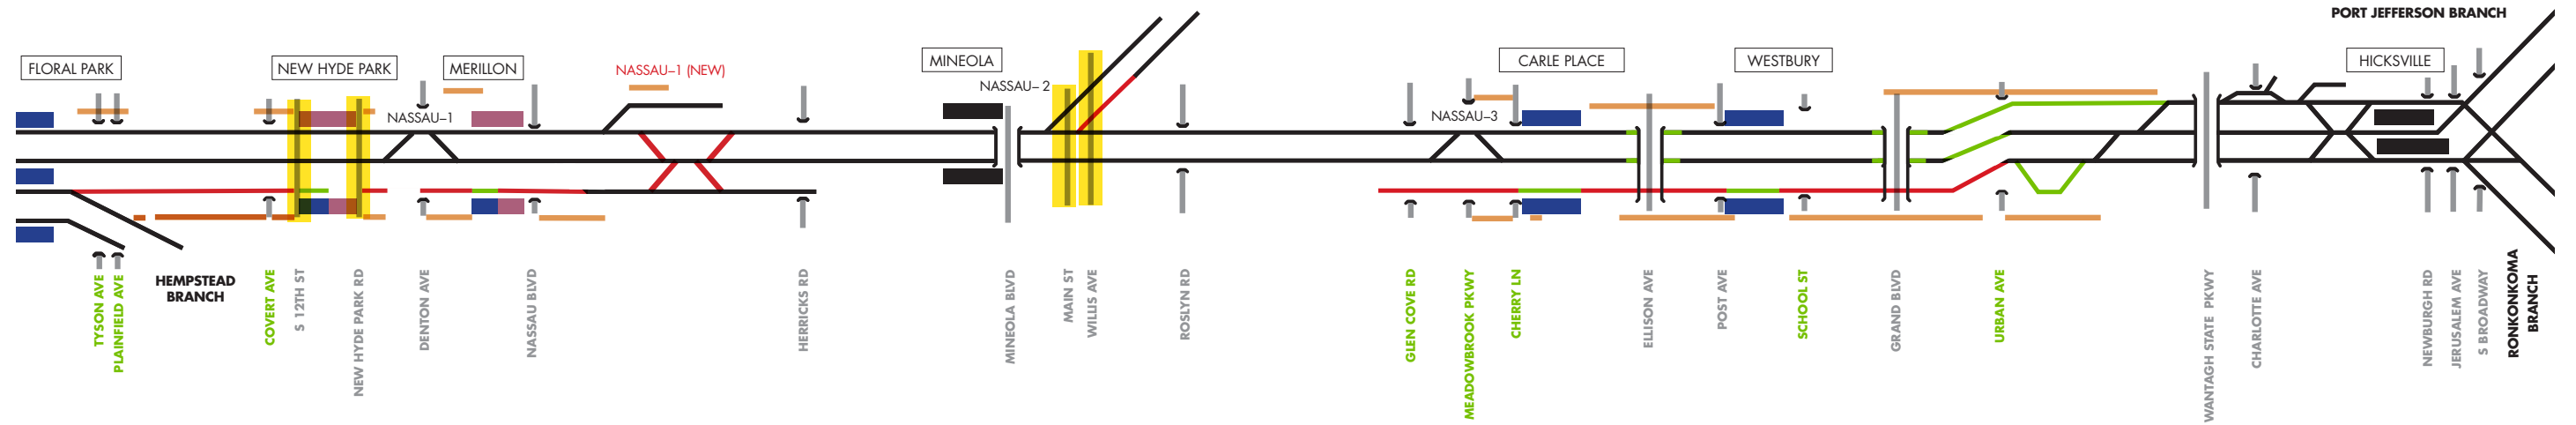 PORT JEFFERSON BRANCH
FLORAL PARK
NEW HYDE PARK
MERILLON
NASSAU–1 (NEW)
MINEOLA
CARLE PLACE
WESTBURY
HICKSVILLE
NASSAU–1
NASSAU– 2
NASSAU–3
TYSON AVE
PLAINFIELD AVE
HEMPSTEAD
BRANCH
COVERT AVE
S 12TH ST
NEW HYDE PARK RD
DENTON AVE
NASSAU BLVD
HERRICKS RD
MINEOLA BLVD
MAIN ST
WILLIS AVE
ROSLYN RD
GLEN COVE RD
MEADOWBROOK PKWY
CHERRY LN
ELLISON AVE
POST AVE
SCHOOL ST
GRAND BLVD
URBAN AVE
WANTAGH STATE PKWY
CHARLOTTE AVE
NEWBURGH RD
JERUSALEM AVE
S BROADWAY
RONKONKOMA
BRANCH